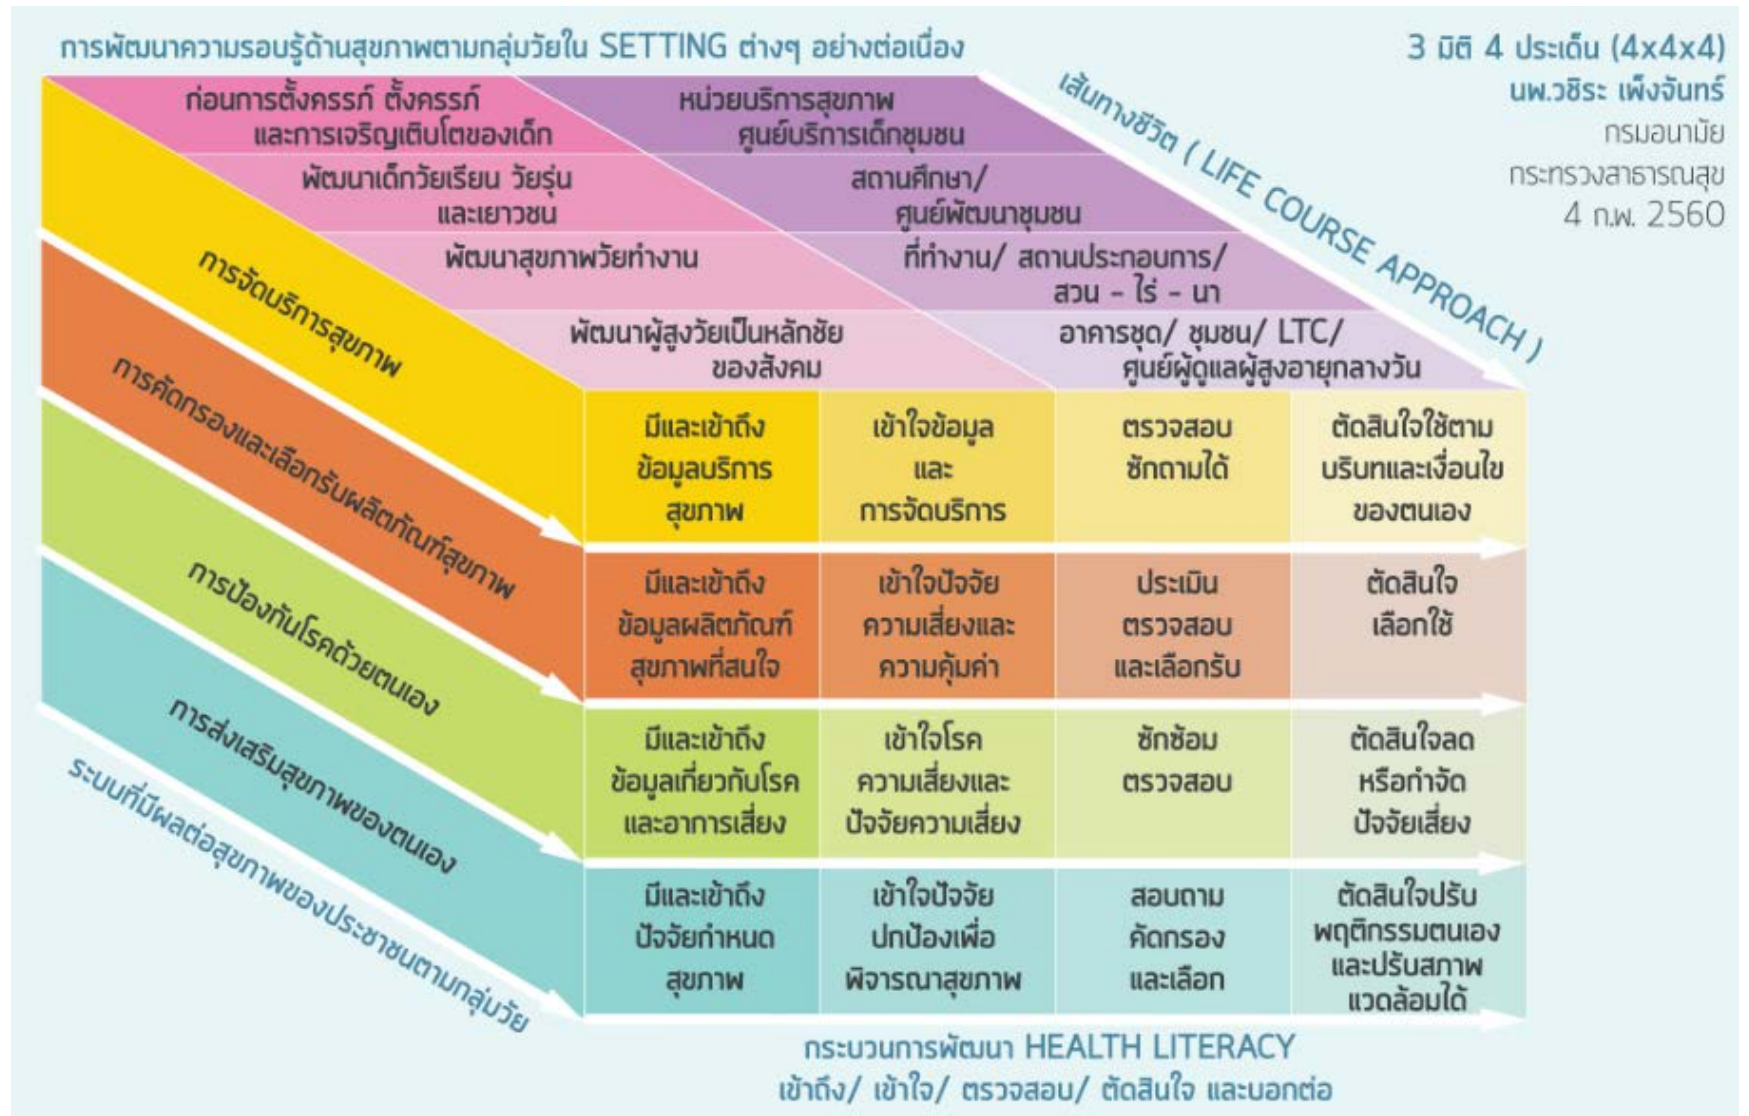 การพัฒนาความรอบรู้ด้านสุขภาพตามกลุ่มวัยใน SETTING ต่างๆ อย่างต่อเนื่อง
3 มิติ 4 ประเด็น (4x4x4)
นพ.วชิระ เพ็งจันทร์
กรมอนามัย
กระทรวงสาธารณสุข
4 ก.พ. 2560
เส้นทางชีวิต ( LIFE COURSE APPROACH )
ก่อนการตั้งครรภ์ ตั้งครรภ์
และการเจริญเติบโตของเด็ก
หน่วยบริการสุขภาพ
ศูนย์บริการเด็กชุมชน
พัฒนาเด็กวัยเรียน วัยรุ่น
และเยาวชน
สถานศึกษา/
ศูนย์พัฒนาชุมชน
พัฒนาสุขภาพวัยทำงาน
ที่ทำงาน/ สถานประกอบการ/
สวน - ไร่ - นา
พัฒนาผู้สูงวัยเป็นหลักชัย
ของสังคม
อาคารชุด/ ชุมชน/ LTC/
ศูนย์ผู้ดูแลผู้สูงอายุกลางวัน
การจัดบริการสุขภาพ
มีและเข้าถึง
ข้อมูลบริการ
สุขภาพ
เข้าใจข้อมูล
และ
การจัดบริการ
ตรวจสอบ
ซักถามได้
ตัดสินใจใช้ตาม
บริบทและเงื่อนไข
ของตนเอง
การคัดกรองและเลือกรับผลิตภัณฑ์สุขภาพ
มีและเข้าถึง
ข้อมูลผลิตภัณฑ์
สุขภาพที่สนใจ
เข้าใจปัจจัย
ความเสี่ยงและ
ความคุ้มค่า
ประเมิน
ตรวจสอบ
และเลือกรับ
ตัดสินใจ
เลือกใช้
การป้องกันโรคด้วยตนเอง
มีและเข้าถึง
ข้อมูลเกี่ยวกับโรค
และอาการเสี่ยง
เข้าใจโรค
ความเสี่ยงและ
ปัจจัยความเสี่ยง
ซักซ้อม
ตรวจสอบ
ตัดสินใจลด
หรือกำจัด
ปัจจัยเสี่ยง
การส่งเสริมสุขภาพของตนเอง
มีและเข้าถึง
ปัจจัยกำหนด
สุขภาพ
เข้าใจปัจจัย
ปกป้องเพื่อ
พิจารณาสุขภาพ
สอบถาม
คัดกรอง
และเลือก
ตัดสินใจปรับ
พฤติกรรมตนเอง
และปรับสภาพ
แวดล้อมได้
ระบบที่มีผลต่อสุขภาพของประชาชนตามกลุ่มวัย
กระบวนการพัฒนา HEALTH LITERACY
เข้าถึง/ เข้าใจ/ ตรวจสอบ/ ตัดสินใจ และบอกต่อ